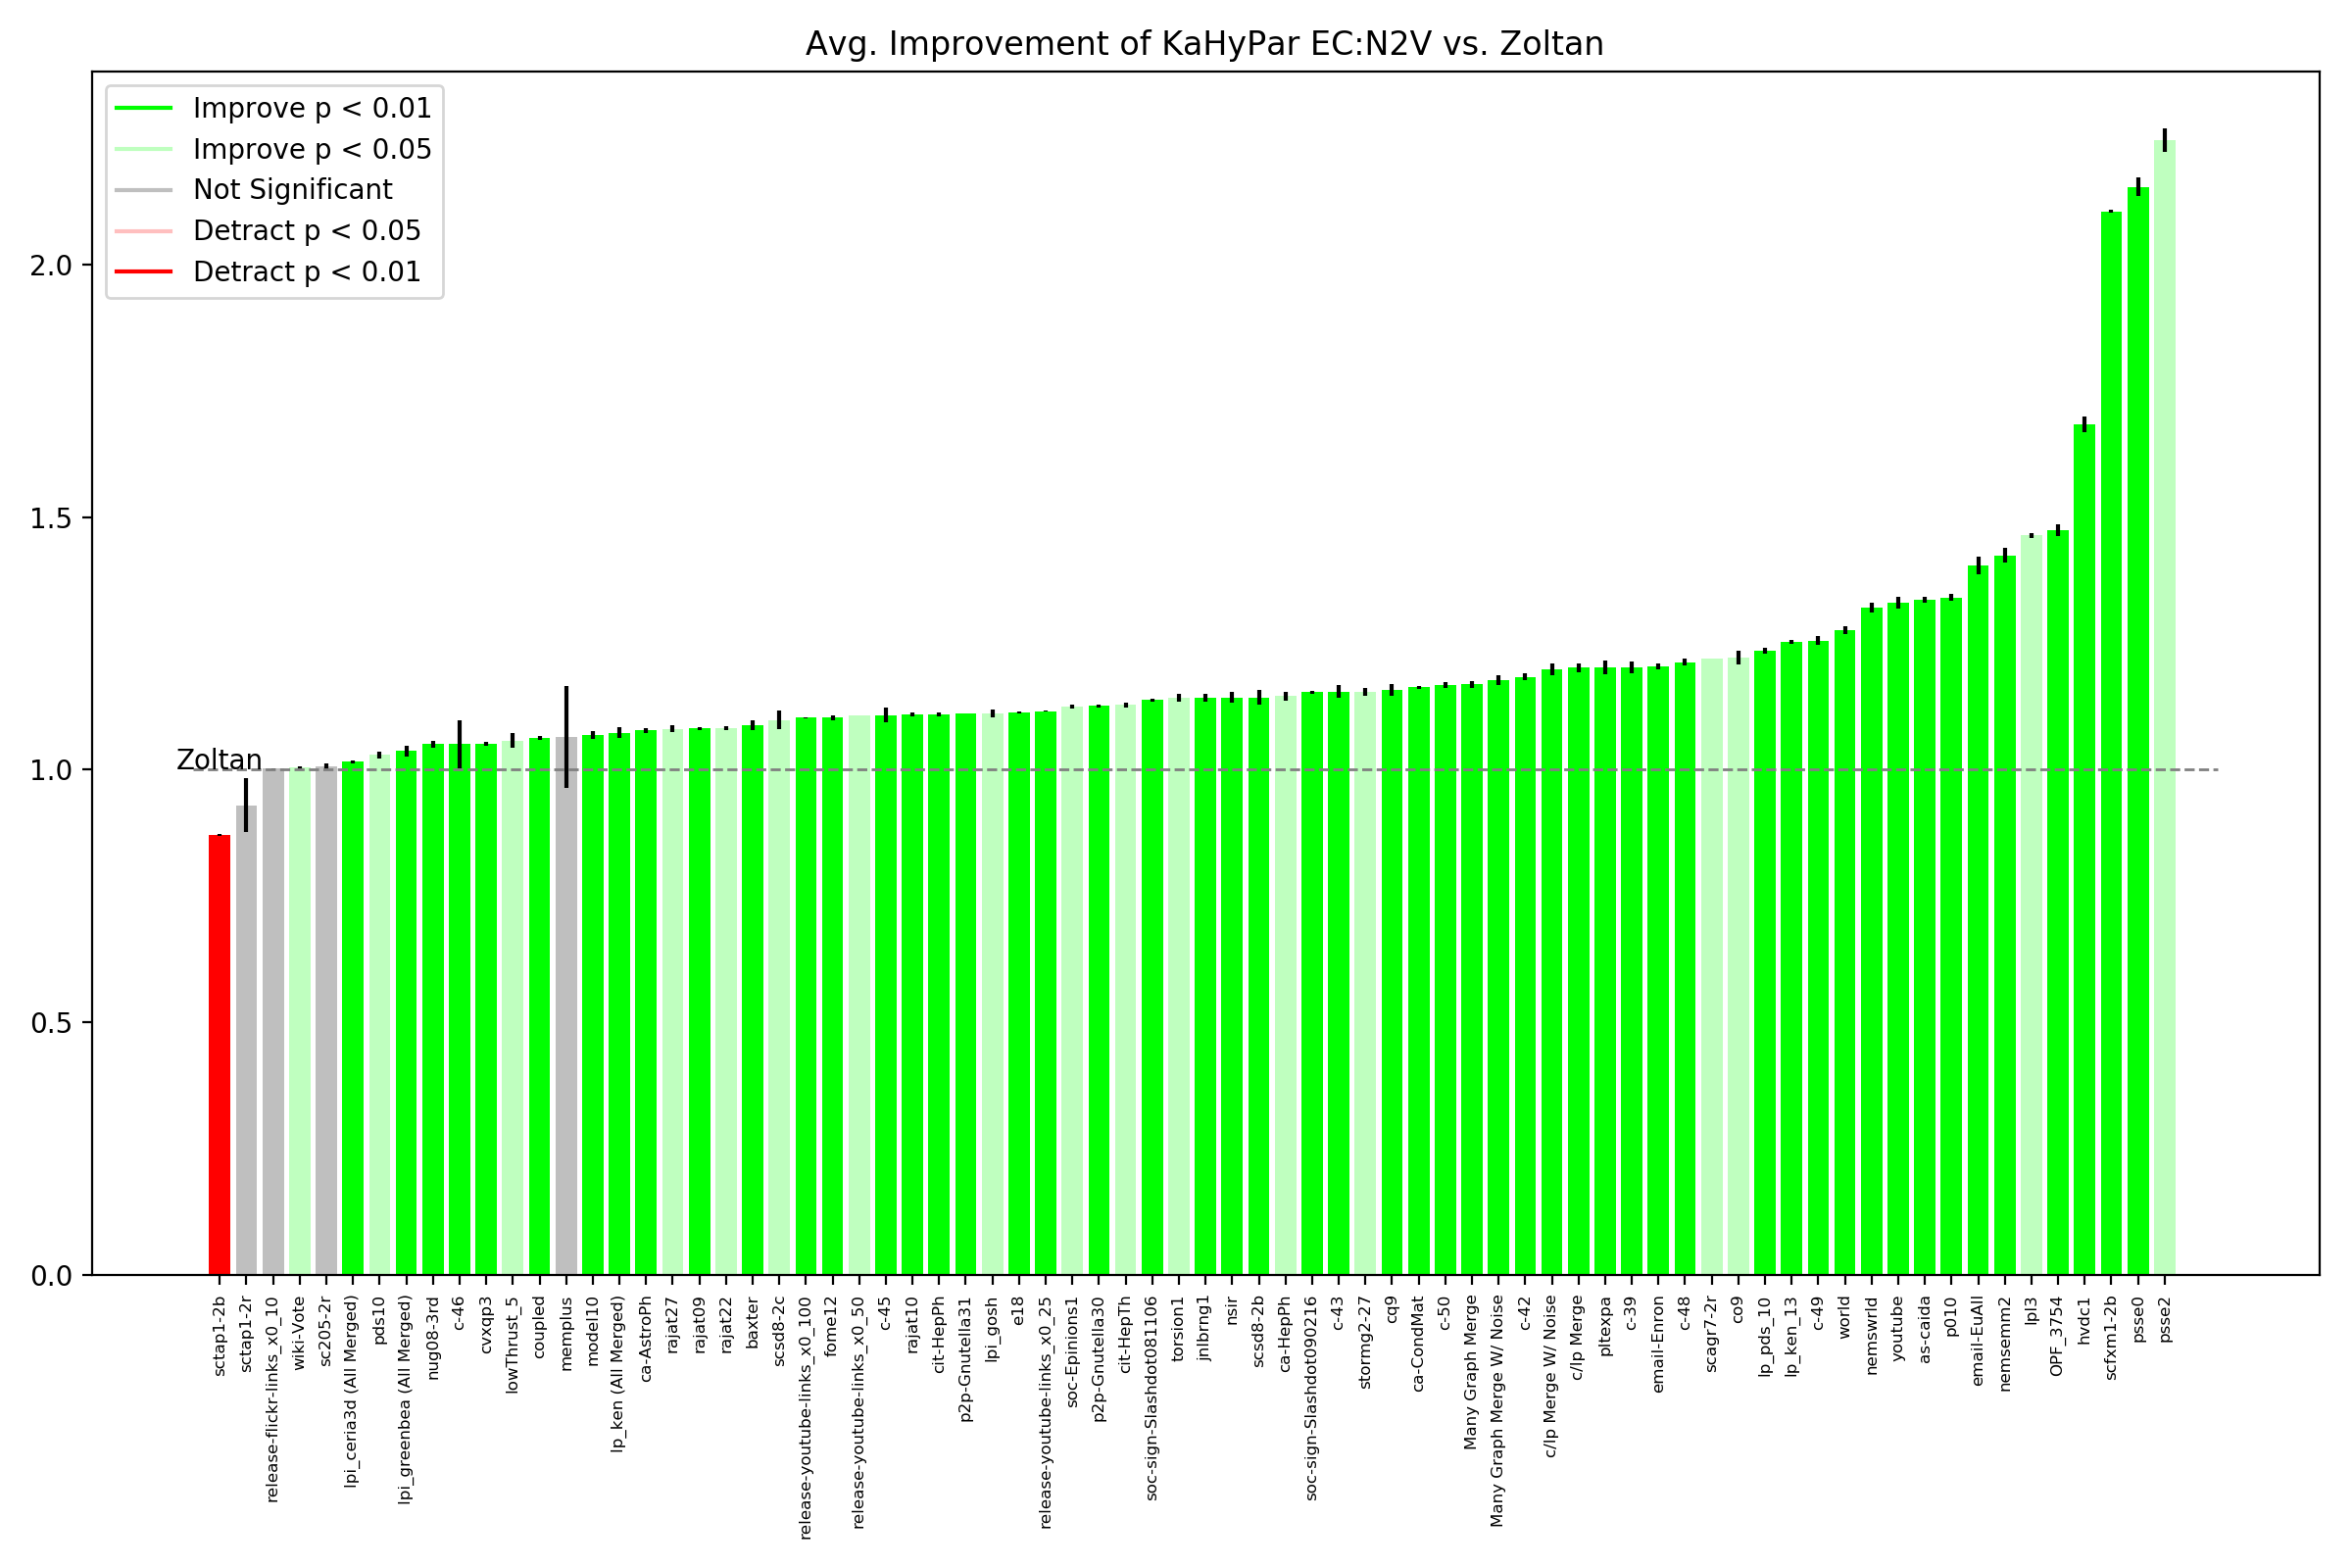 Avg. Improvement of KaHyPar EC:N2V vs. Zoltan
Improve p < 0.01
Improve p < 0.05
Not Significant
Detract p < 0.05
Detract p < 0.01
2.0
1.5
1.0
0.5
0.0
Zoltan
sctap1-2b
sctap1-2r
release-flickr-links_x0_10
wiki-Vote
sc205-2r
lpi_ceria3d (All Merged)
pds10
lpi_greenbea (All Merged)
nug08-3rd
c-46
cvxqp3
lowThrust_5
coupled
memplus
model10
lp_ken (All Merged)
ca-AstroPh
rajat27
rajat09
rajat22
baxter
scsd8-2c
release-youtube-links_x0_100
fome12
release-youtube-links_x0_50
c-45
rajat10
cit-HepPh
p2p-Gnutella31
lpi_gosh
e18
release-youtube-links_x0_25
soc-Epinions1
p2p-Gnutella30
cit-HepTh
soc-sign-Slashdot081106
torsion1
jnlbrng1
nsir
scsd8-2b
ca-HepPh
soc-sign-Slashdot090216
c-43
stormg2-27
cq9
ca-CondMat
c-50
Many Graph Merge
Many Graph Merge W/ Noise
c-42
c/lp Merge W/ Noise
c/lp Merge
pltexpa
c-39
email-Enron
c-48
scagr7-2r
co9
lp_pds_10
lp_ken_13
c-49
world
nemswrld
youtube
as-caida
p010
email-EuAll
nemsemm2
lpl3
OPF_3754
hvdc1
scfxm1-2b
psse0
psse2